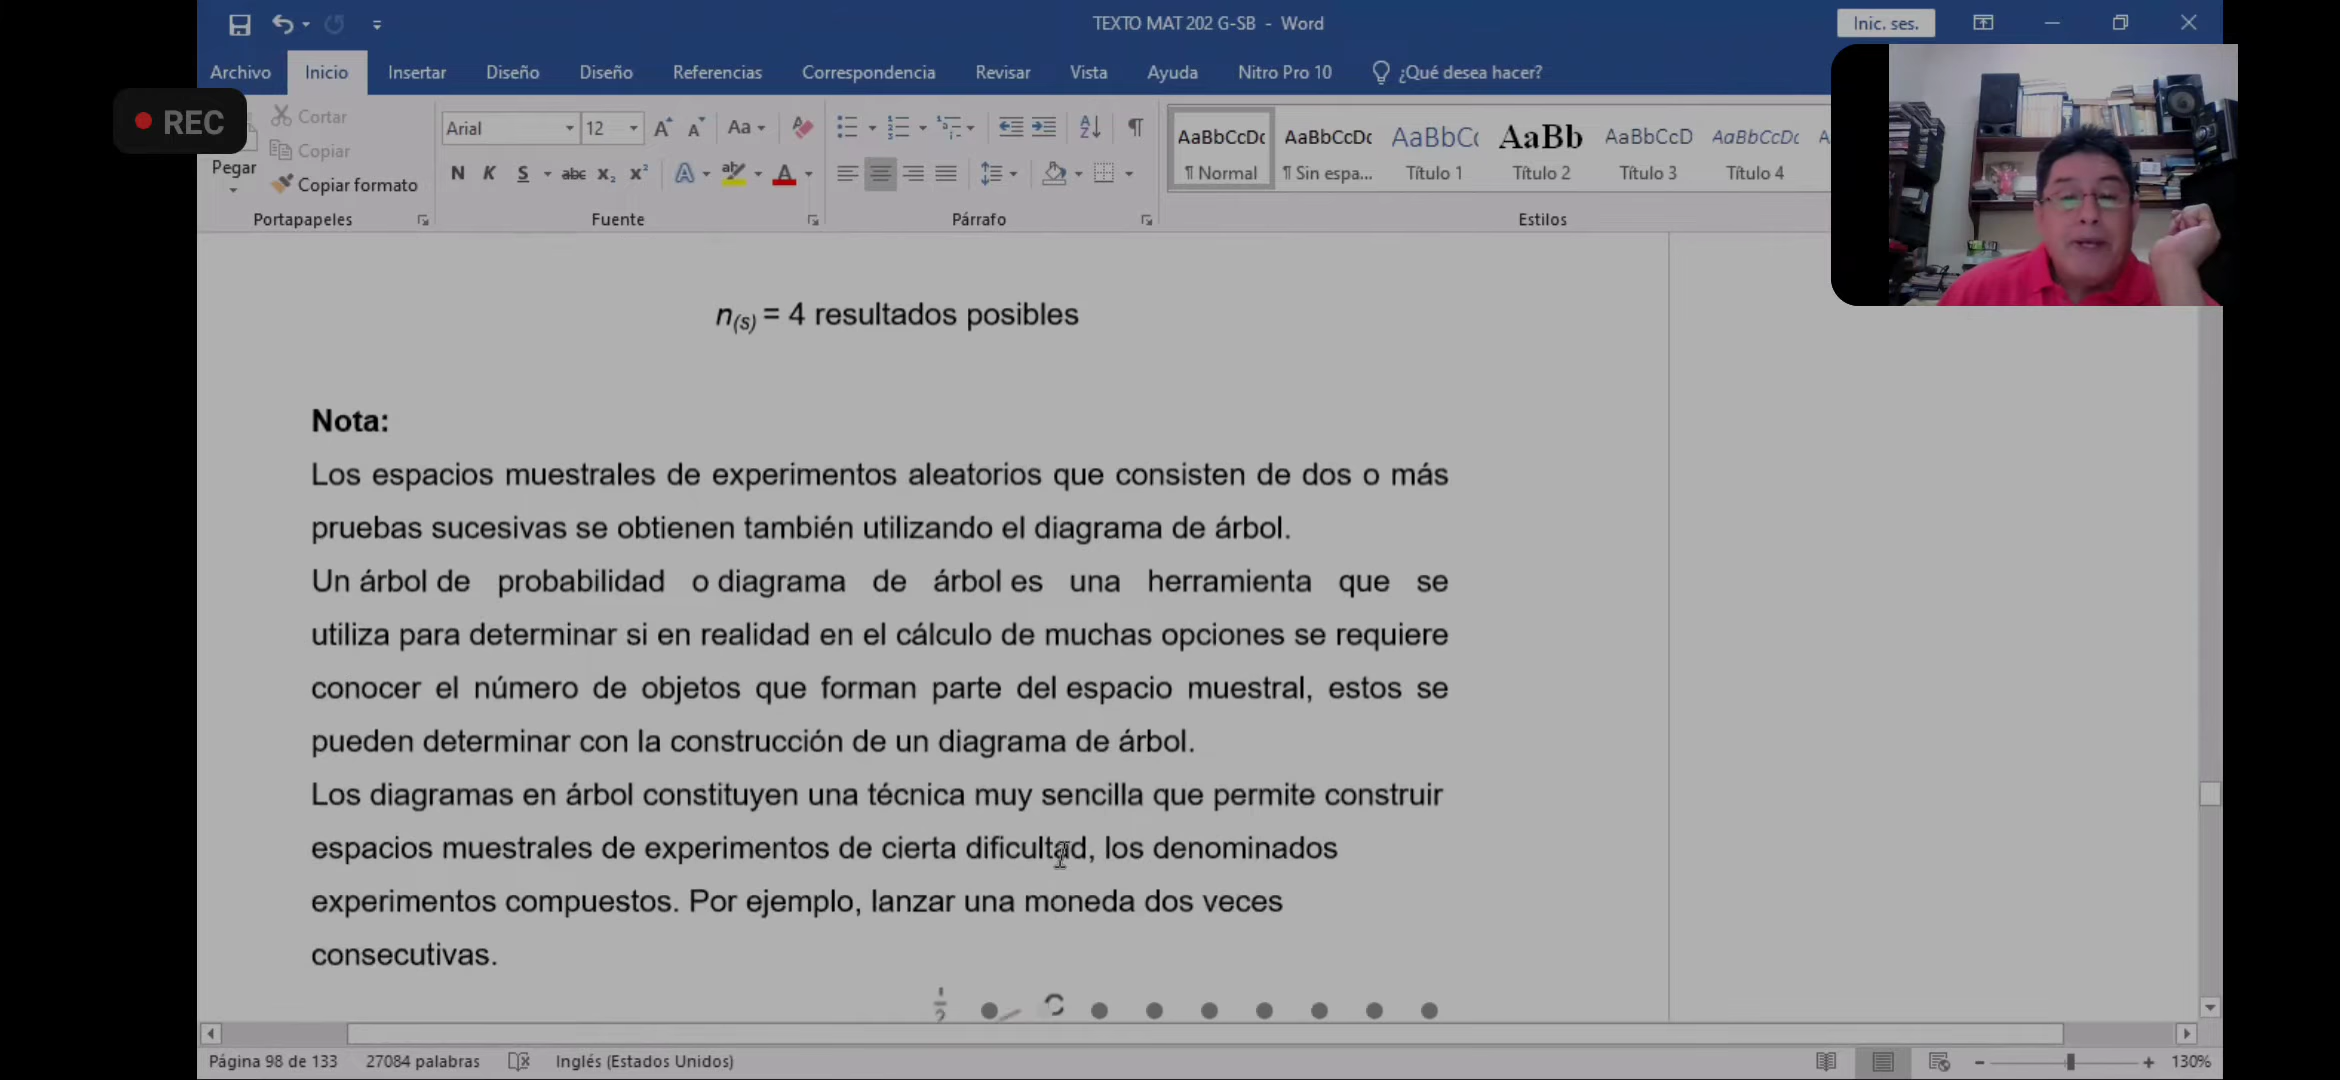 TEXTO MAT 202 G-SB - Word
Inic. ses.
Archivo Inicio Insertar Diseño Diseño Referencias Correspondencia Revisar Vista Ayuda Nitro Pro 10 ¿Qué desea hacer?
REC
Cortar
Copiar
Pegar
Copiar formato
Portapapeles
Arial 12
Aa
N K S abc x₂ x²
A A
Fuente
Párrafo
AaBbCcDc AaBbCcDc AaBbC AaBb AaBbCcD AaBbCcDc
¶ Normal ¶ Sin espa... Título 1 Título 2 Título 3 Título 4
Estilos
n(s) = 4 resultados posibles
Nota:
Los espacios muestrales de experimentos aleatorios que consisten de dos o más
pruebas sucesivas se obtienen también utilizando el diagrama de árbol.
Un árbol de probabilidad o diagrama de árbol es una herramienta que se
utiliza para determinar si en realidad en el cálculo de muchas opciones se requiere
conocer el número de objetos que forman parte del espacio muestral, estos se
pueden determinar con la construcción de un diagrama de árbol.
Los diagramas en árbol constituyen una técnica muy sencilla que permite construir
espacios muestrales de experimentos de cierta dificultad, los denominados
experimentos compuestos. Por ejemplo, lanzar una moneda dos veces
consecutivas.
Página 98 de 133 27084 palabras Inglés (Estados Unidos) 130%